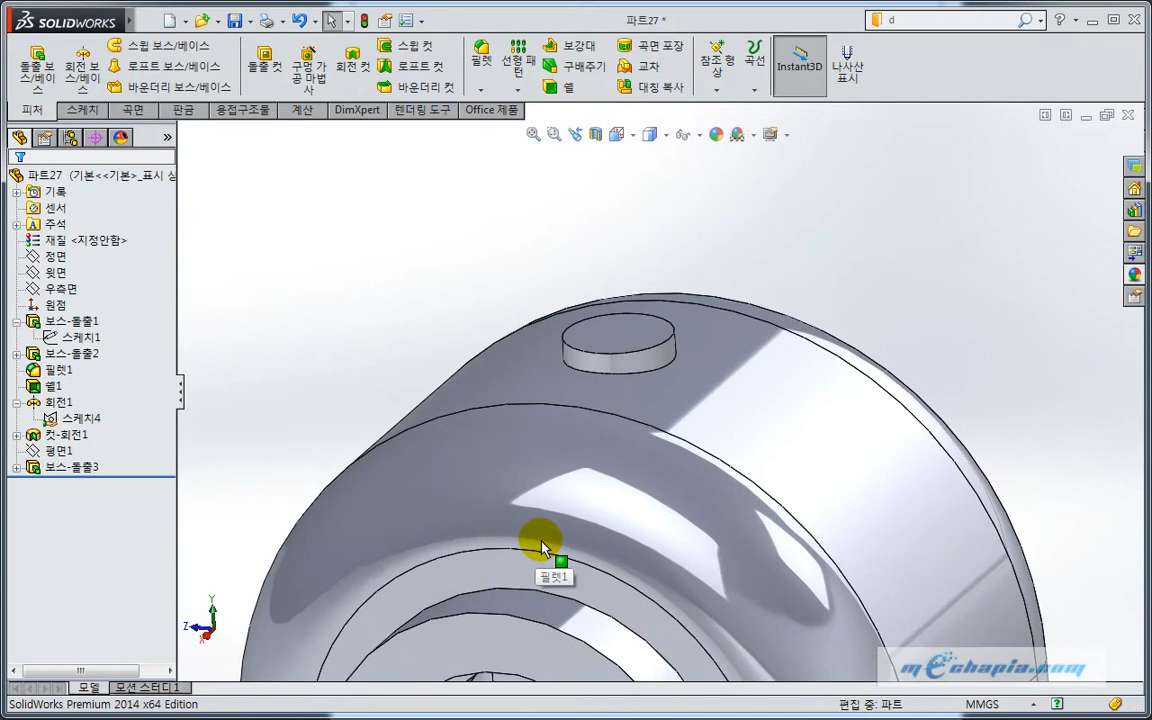 SOLIDWORKS
파트27 *
d
돌출 보스/베이스
회전 보스/베이스
스윕 보스/베이스
로프트 보스/베이스
바운더리 보스/베이스
돌출 컷
구멍 가공 마법사
회전 컷
스윕 컷
로프트 컷
바운더리 컷
필렛
선형 패턴
보강대
구배주기
쉘
곡면 포장
교차
대칭 복사
참조 형상
곡선
Instant3D
나사산 표시
피처
스케치
곡면
판금
용접구조물
계산
DimXpert
렌더링 도구
Office 제품
파트27 (기본<<기본>_표시 상
기록
센서
주석
재질 <지정안함>
정면
윗면
우측면
원점
보스-돌출1
스케치1
보스-돌출2
필렛1
쉘1
회전1
스케치4
컷-회전1
평면1
보스-돌출3
필렛1
Y
Z
X
mechapia.com
모델
모션 스터디 1
SolidWorks Premium 2014 x64 Edition
편집 중: 파트
MMGS